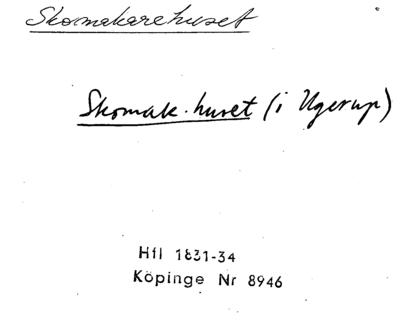 Skomakarehuset
Skomak. huset (i Ugerup)
Hfl 1831-34
Köpinge Nr 8946